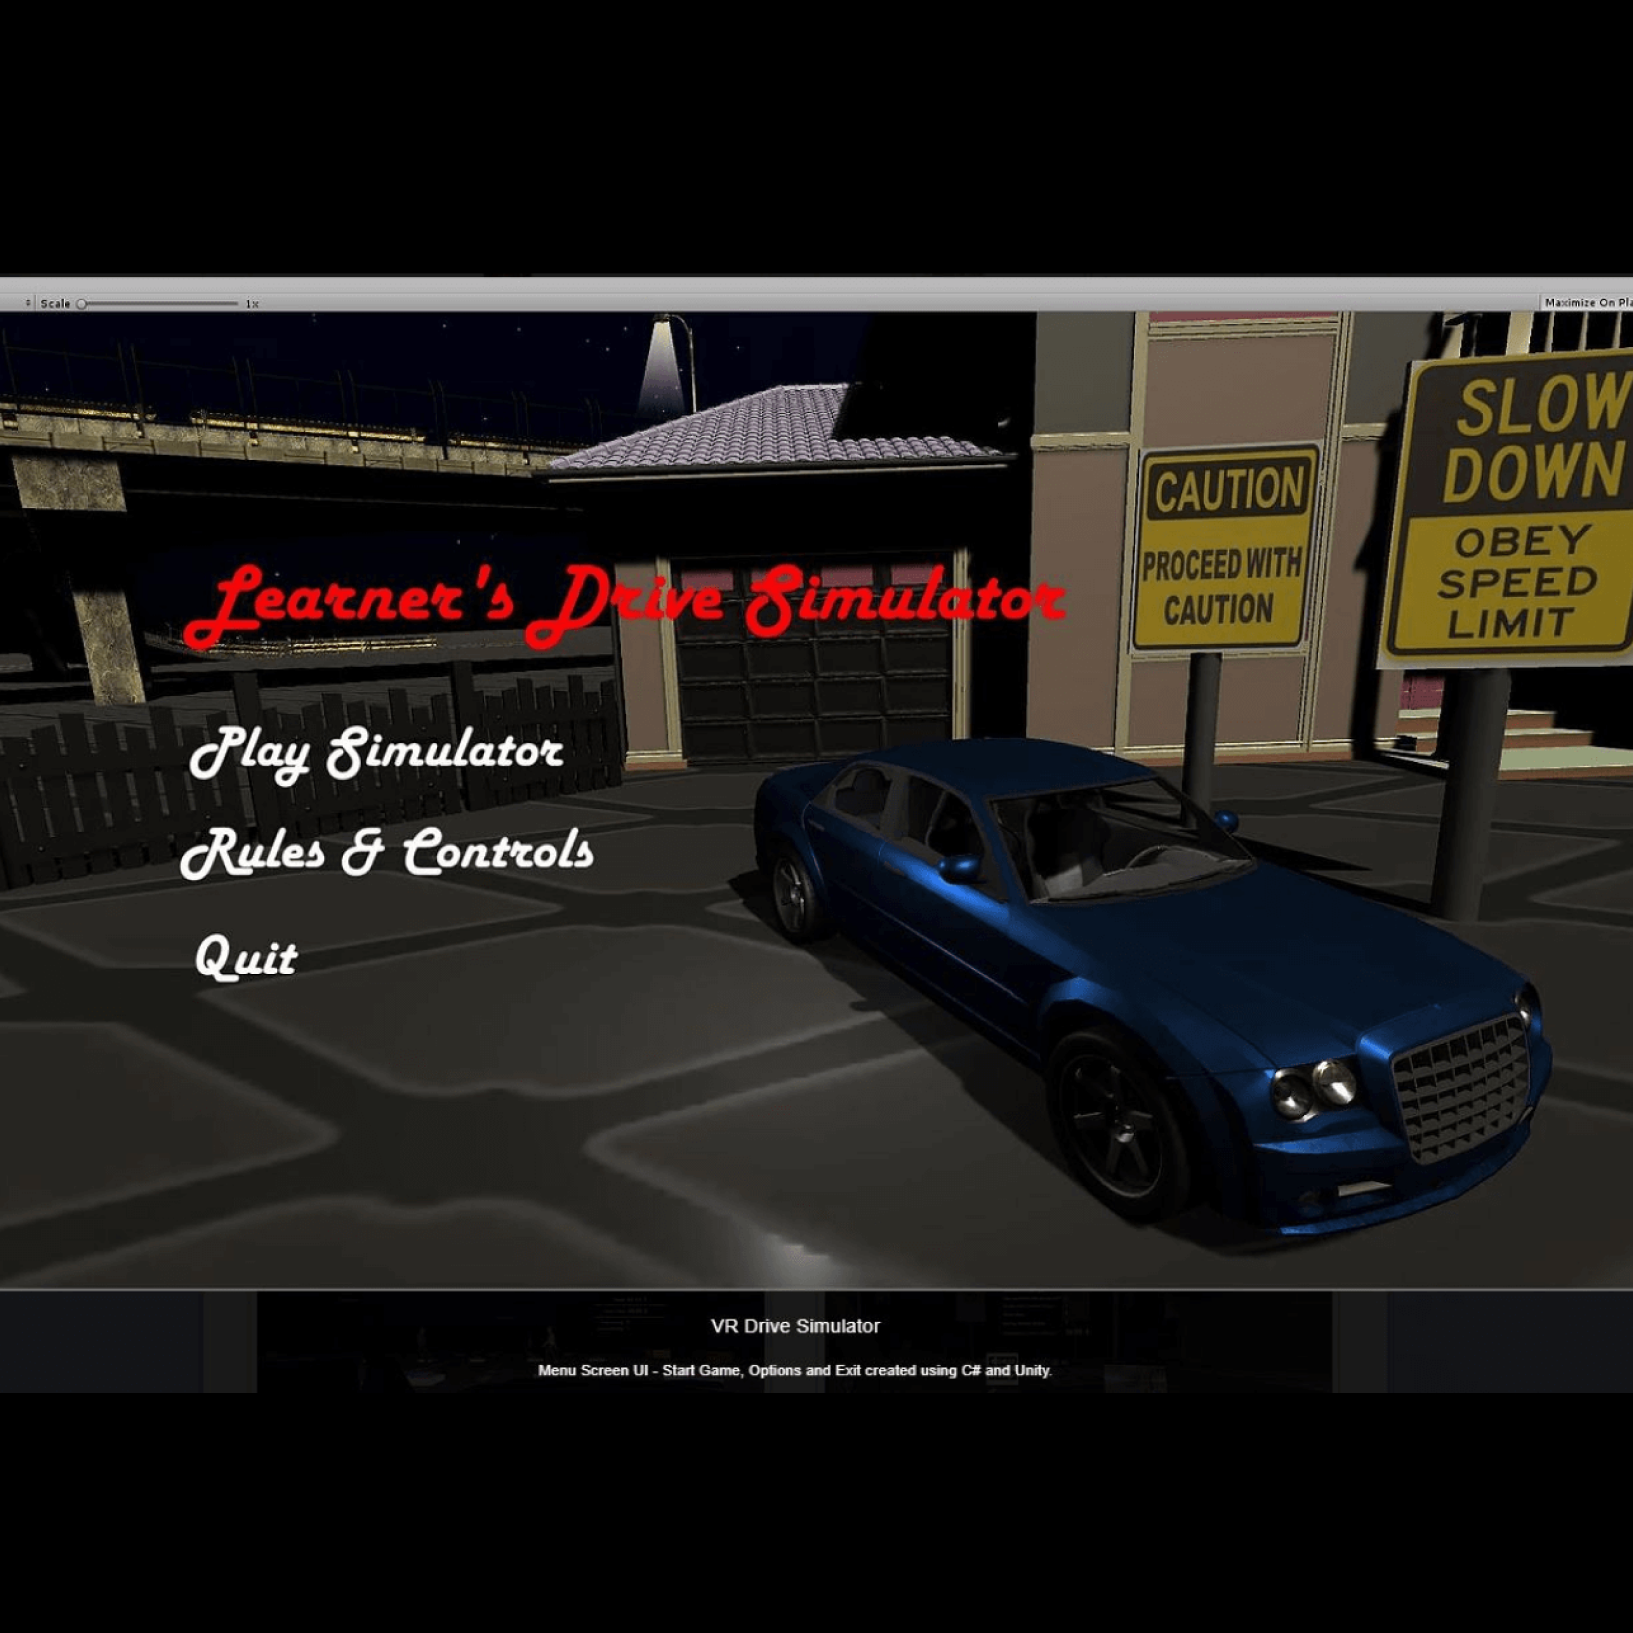 Scale 1x
Maximize On Pla
SLOW
DOWN
OBEY
SPEED
LIMIT
CAUTION
PROCEED WITH
CAUTION
Learner's Drive Simulator
Play Simulator
Rules & Controls
Quit
VR Drive Simulator
Menu Screen UI - Start Game, Options and Exit created using C# and Unity.